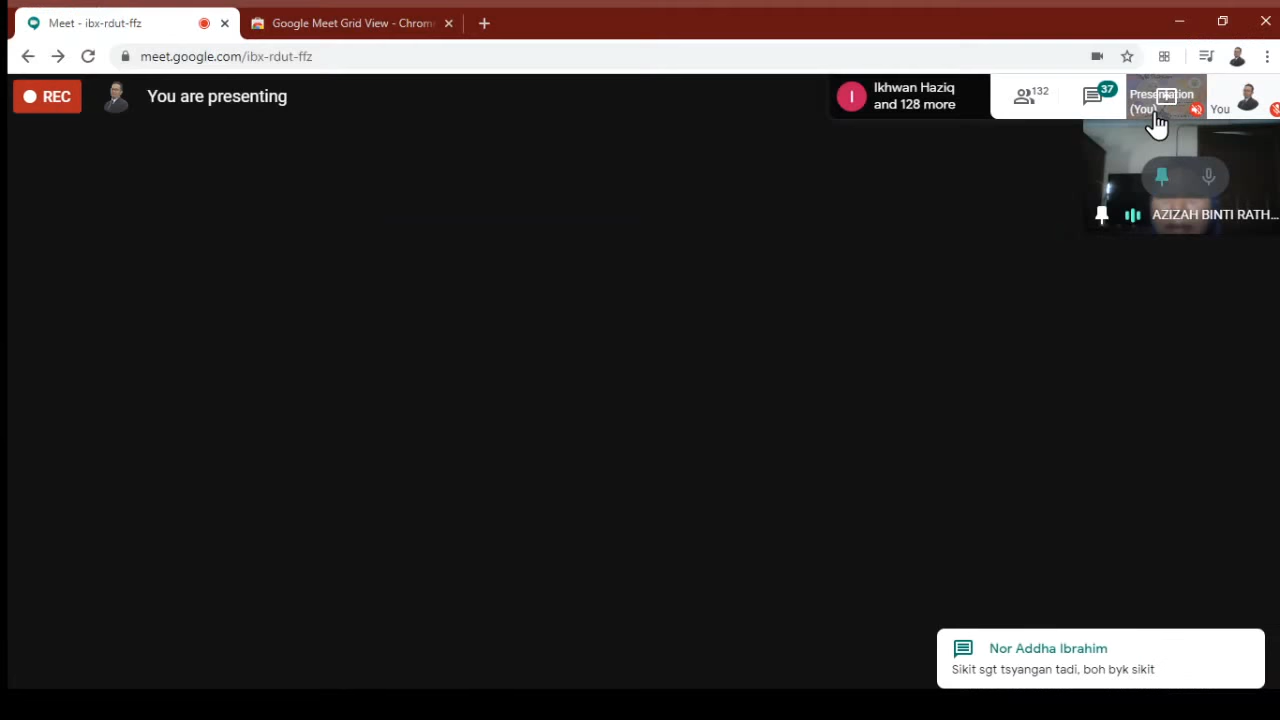 Meet - ibx-rdut-ffz
Google Meet Grid View - Chrom
meet.google.com/ibx-rdut-ffz
REC
You are presenting
I
Ikhwan Haziq
and 128 more
132
37
Presentation
(You)
You
AZIZAH BINTI RATH...
Nor Addha Ibrahim
Sikit sgt tsyangan tadi, boh byk sikit